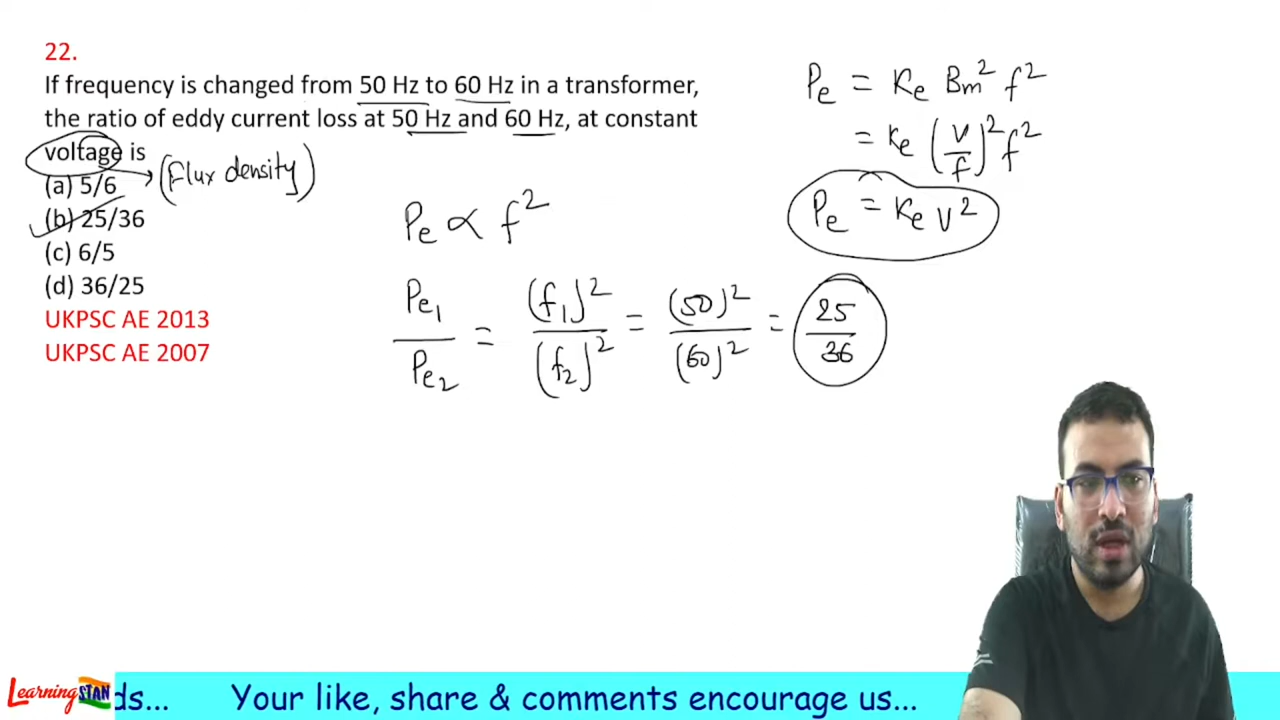 22.
If frequency is changed from 50 Hz to 60 Hz in a transformer,
the ratio of eddy current loss at 50 Hz and 60 Hz, at constant
voltage is
(Flux density)
(a) 5/6
(b) 25/36
(c) 6/5
(d) 36/25
UKPSC AE 2013
UKPSC AE 2007
Pe ∝ f²
Pe₁ / Pe₂ = (f₁)² / (f₂)² = (50)² / (60)² = 25 / 36
Pe = Ke Bm² f²
= Ke (V/f)² f²
Pe = Ke V²
LearningSTAN
ds... Your like, share & comments encourage us...